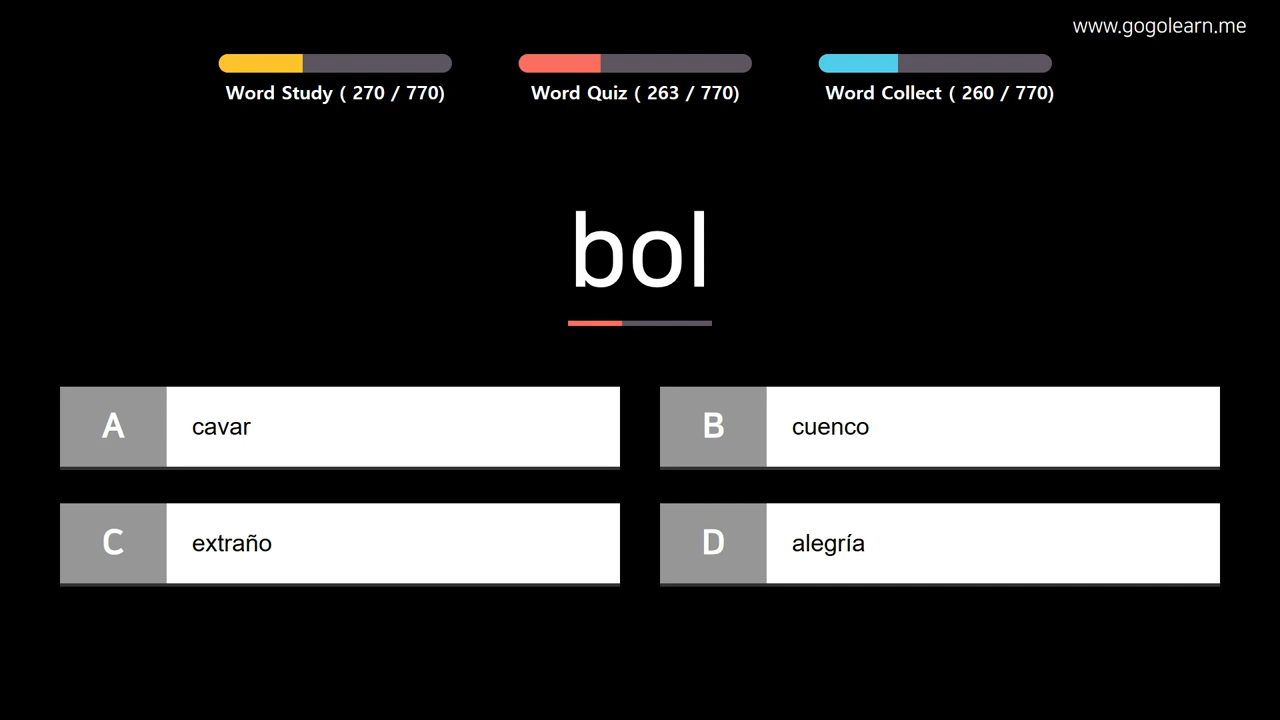 www.gogolearn.me
Word Study ( 270 / 770)
Word Quiz ( 263 / 770)
Word Collect ( 260 / 770)
bol
A cavar
B cuenco
C extraño
D alegría